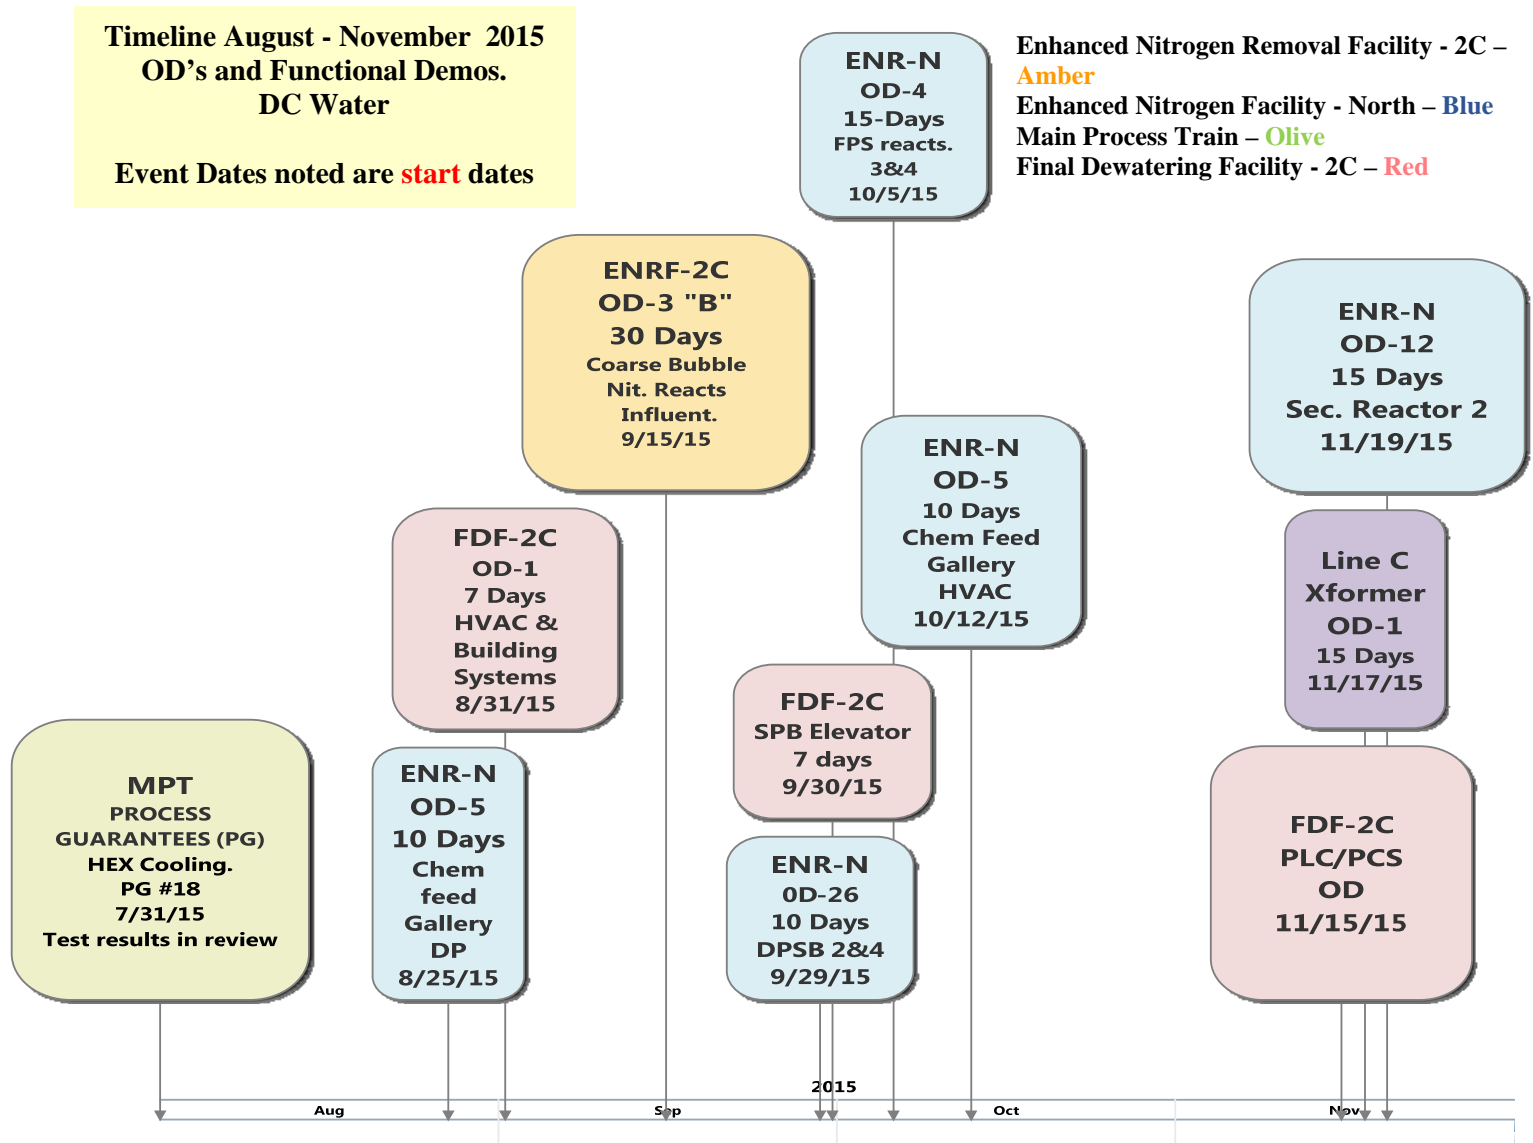 Timeline August - November 2015
OD's and Functional Demos.
DC Water
Event Dates noted are start dates
Enhanced Nitrogen Removal Facility - 2C –
Amber
Enhanced Nitrogen Facility - North – Blue
Main Process Train – Olive
Final Dewatering Facility - 2C – Red
ENR-N
OD-4
15-Days
FPS reacts.
3&4
10/5/15
ENRF-2C
OD-3 "B"
30 Days
Coarse Bubble
Nit. Reacts
Influent.
9/15/15
ENR-N
OD-12
15 Days
Sec. Reactor 2
11/19/15
ENR-N
OD-5
10 Days
Chem Feed
Gallery
HVAC
10/12/15
FDF-2C
OD-1
7 Days
HVAC &
Building
Systems
8/31/15
Line C
Xformer
OD-1
15 Days
11/17/15
FDF-2C
SPB Elevator
7 days
9/30/15
MPT
PROCESS
GUARANTEES (PG)
HEX Cooling.
PG #18
7/31/15
Test results in review
ENR-N
OD-5
10 Days
Chem
feed
Gallery
DP
8/25/15
ENR-N
0D-26
10 Days
DPSB 2&4
9/29/15
FDF-2C
PLC/PCS
OD
11/15/15
2015
Aug Sep Oct Nov